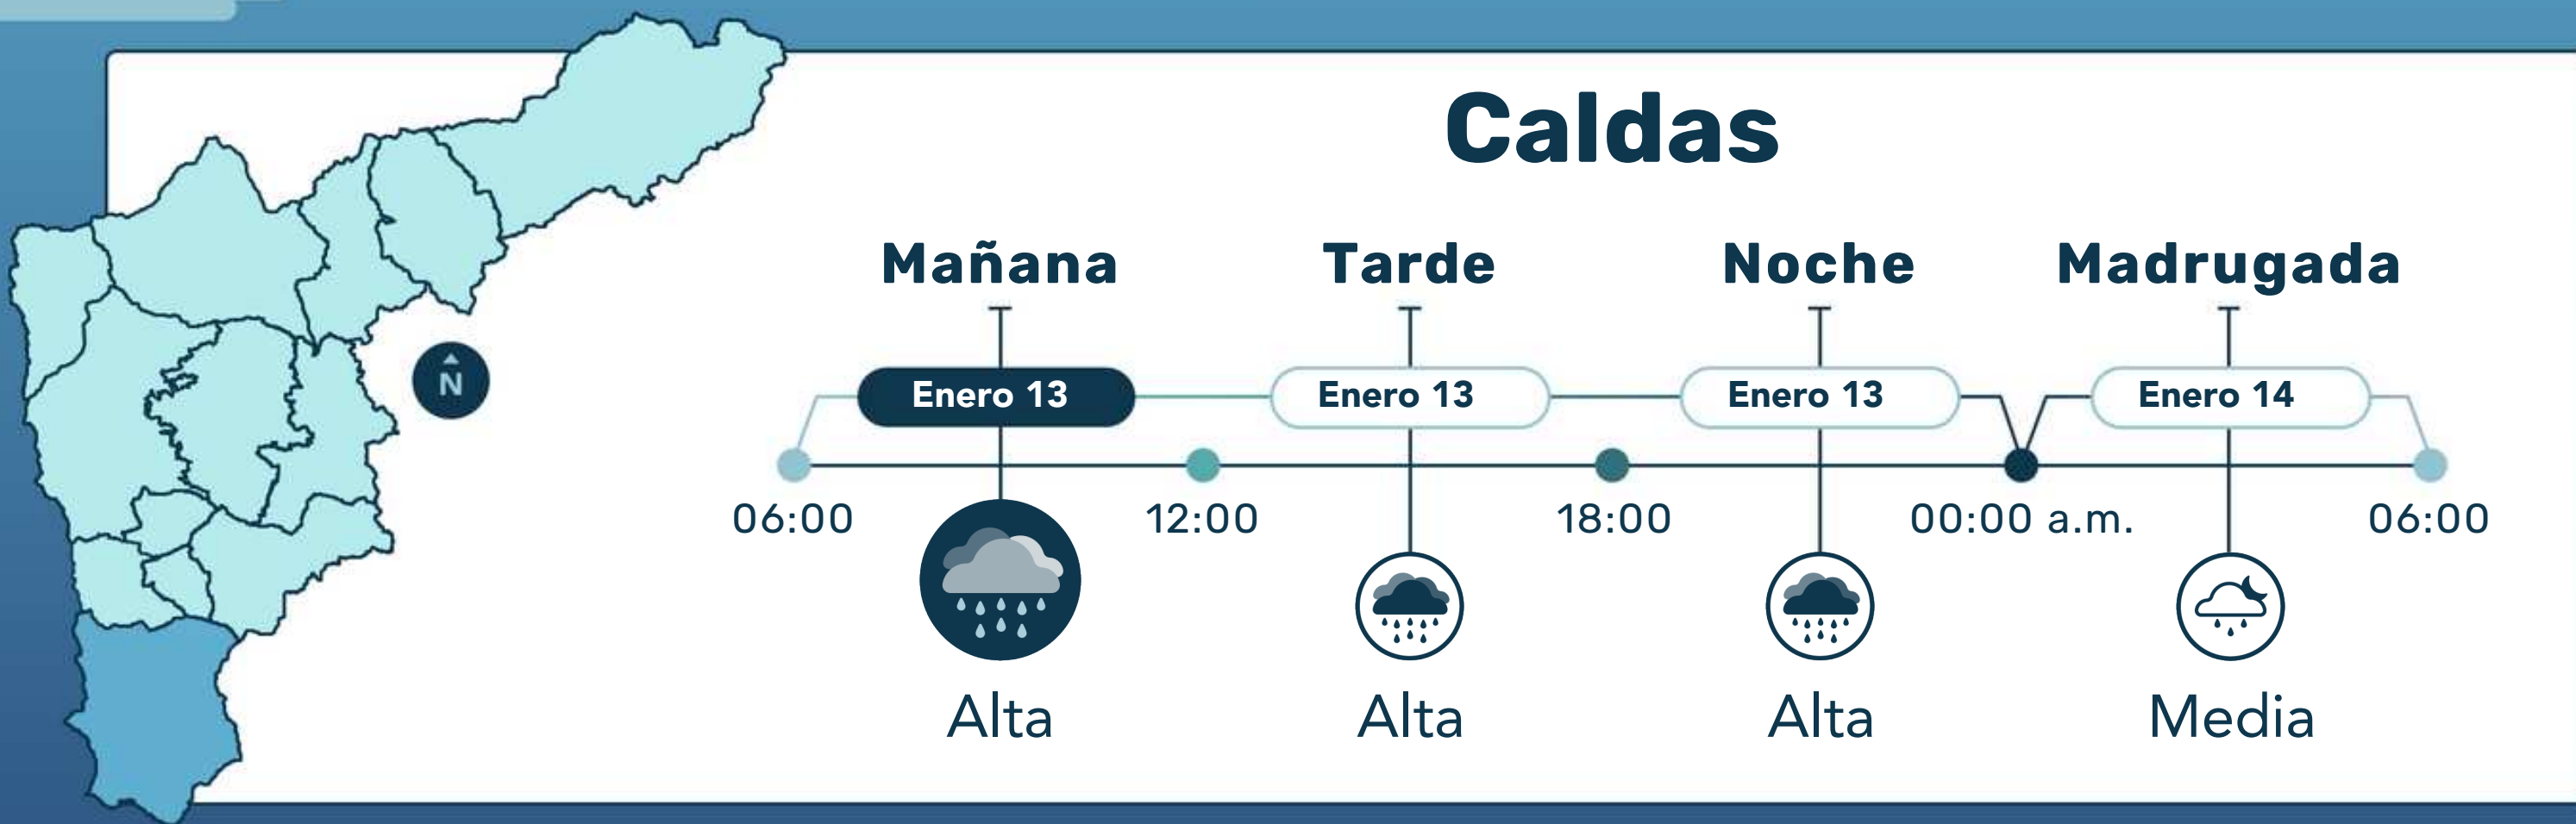 Caldas
Mañana Tarde Noche Madrugada
N
Enero 13 Enero 13 Enero 13 Enero 14
06:00 12:00 18:00 00:00 a.m. 06:00
Alta Alta Alta Media